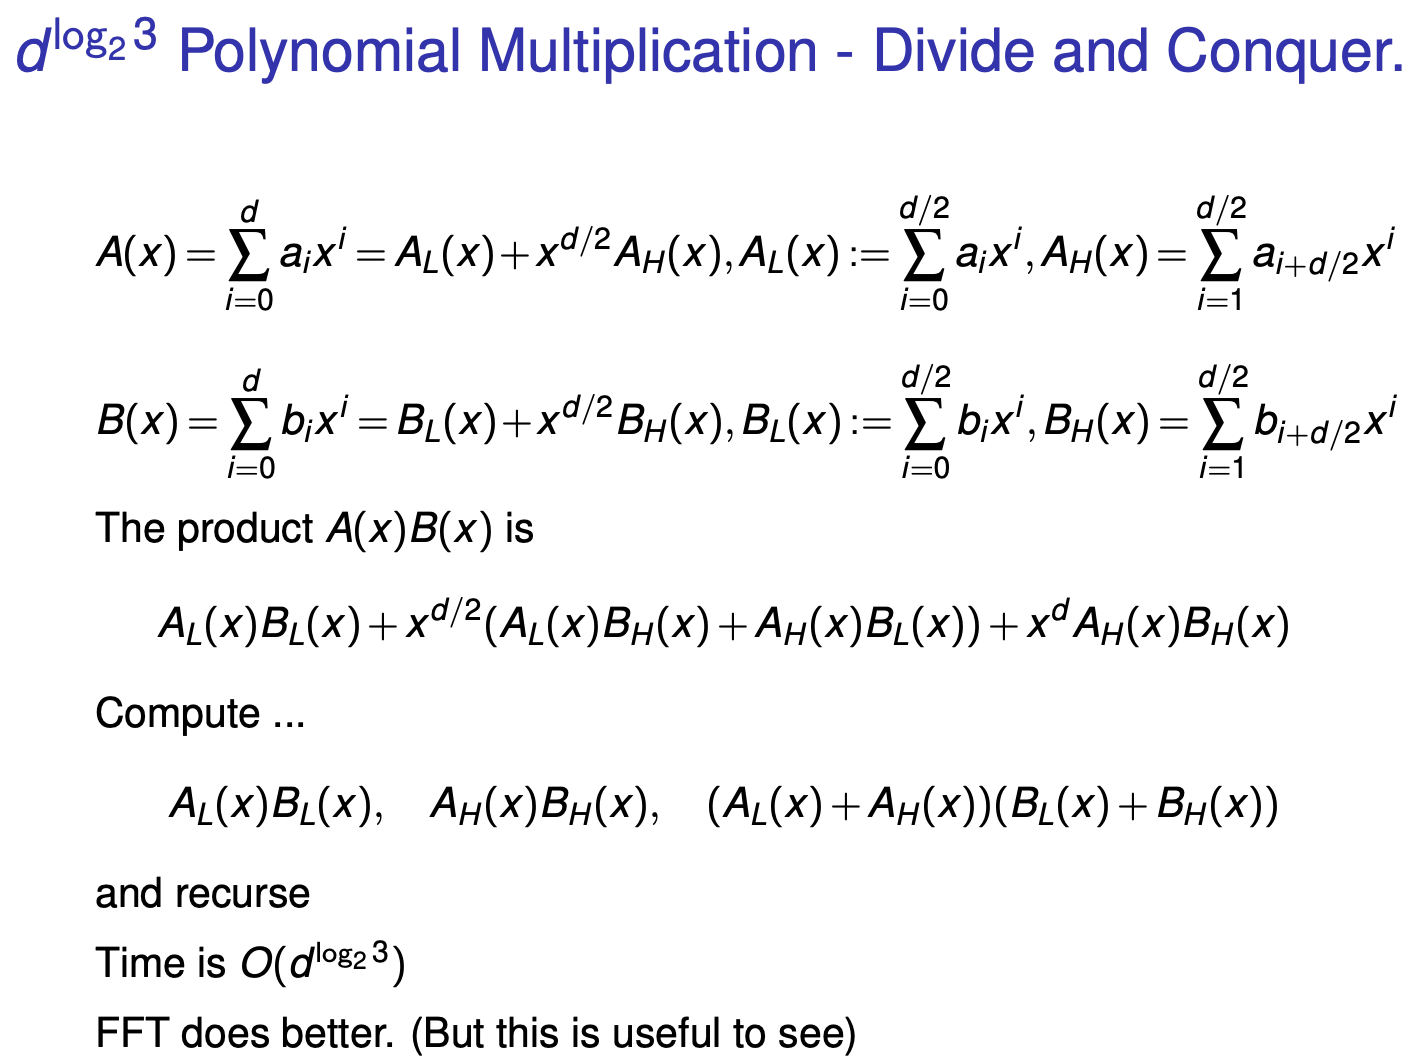 d^{log_2 3} Polynomial Multiplication - Divide and Conquer.
A(x) = \sum_{i=0}^{d} a_i x^i = A_L(x) + x^{d/2} A_H(x), A_L(x) := \sum_{i=0}^{d/2} a_i x^i, A_H(x) = \sum_{i=1}^{d/2} a_{i+d/2} x^i
B(x) = \sum_{i=0}^{d} b_i x^i = B_L(x) + x^{d/2} B_H(x), B_L(x) := \sum_{i=0}^{d/2} b_i x^i, B_H(x) = \sum_{i=1}^{d/2} b_{i+d/2} x^i
The product A(x)B(x) is
A_L(x)B_L(x) + x^{d/2}(A_L(x)B_H(x) + A_H(x)B_L(x)) + x^d A_H(x)B_H(x)
Compute ...
A_L(x)B_L(x), A_H(x)B_H(x), (A_L(x) + A_H(x))(B_L(x) + B_H(x))
and recurse
Time is O(d^{log_2 3})
FFT does better. (But this is useful to see)